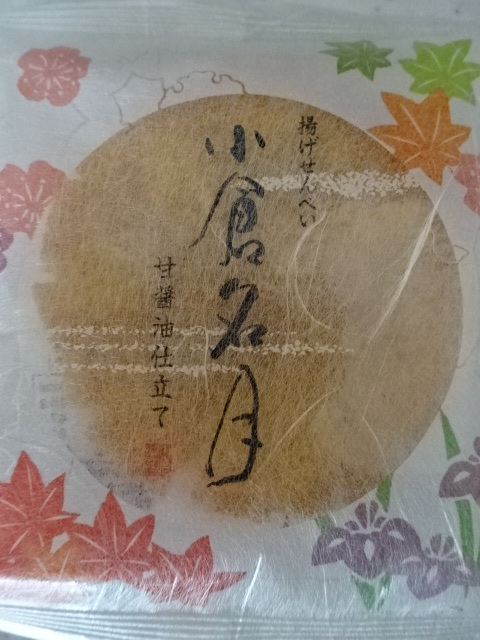 揚げせんべい
小倉名月
甘醤油仕立て